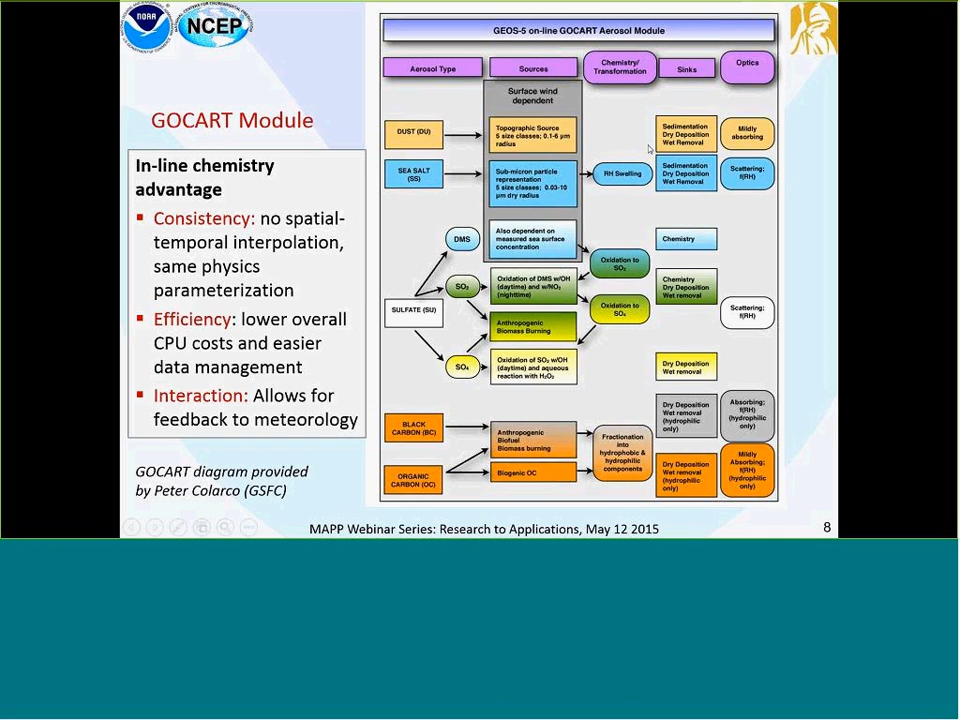 NOAA
NCEP
GOCART Module
In-line chemistry
advantage
Consistency: no spatial-
temporal interpolation,
same physics
parameterization
Efficiency: lower overall
CPU costs and easier
data management
Interaction: Allows for
feedback to meteorology
GOCART diagram provided
by Peter Colarco (GSFC)
GEOS-5 on-line GOCART Aerosol Module
Aerosol Type
Sources
Chemistry/
Transformation
Sinks
Optics
Surface wind
dependent
DUST (DU)
Topographic Source
5 size classes; 0.1-6 µm
radius
Sedimentation
Dry Deposition
Wet Removal
Mildly
absorbing
SEA SALT
(SS)
Sub-micron particle
representation
5 size classes; 0.03-10
µm dry radius
RH Swelling
Sedimentation
Dry Deposition
Wet Removal
Scattering;
f(RH)
DMS
Also dependent on
measured sea surface
concentration
Oxidation to
SO₂
Chemistry
SULFATE (SU)
SO₂
Oxidation of DMS w/OH
(daytime) and w/NO₃
(nighttime)
Oxidation to
SO₄
Chemistry
Dry Deposition
Wet removal
Scattering;
f(RH)
Anthropogenic
Biomass Burning
SO₄
Oxidation of SO₂ w/OH
(daytime) and aqueous
reaction with H₂O₂
Dry Deposition
Wet removal
BLACK
CARBON (BC)
Anthropogenic
Biofuel
Biomass burning
Fractionation
into
hydrophobic &
hydrophilic
components
Dry Deposition
Wet removal
(hydrophilic
only)
Absorbing;
f(RH)
(hydrophilic
only)
ORGANIC
CARBON (OC)
Biogenic OC
Dry Deposition
Wet removal
(hydrophilic
only)
Mildly
Absorbing;
f(RH)
(hydrophilic
only)
MAPP Webinar Series: Research to Applications, May 12 2015
8